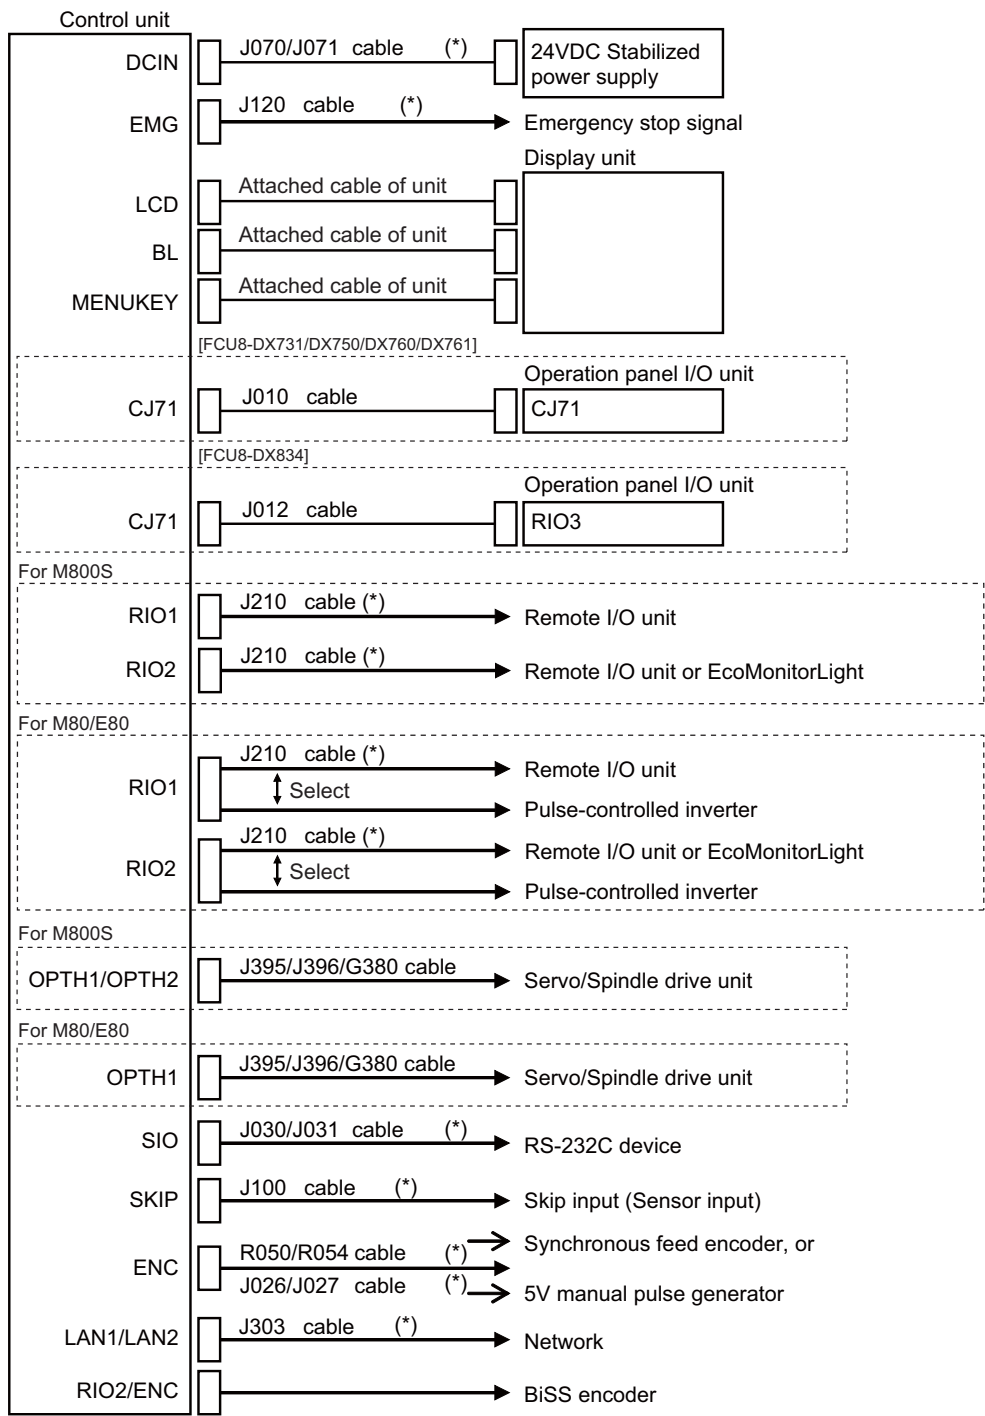 Control unit
DCIN
J070/J071 cable (*)
24VDC Stabilized
power supply
EMG
J120 cable (*)
Emergency stop signal
Display unit
LCD
Attached cable of unit
BL
Attached cable of unit
MENUKEY
Attached cable of unit
[FCU8-DX731/DX750/DX760/DX761]
Operation panel I/O unit
CJ71
J010 cable
CJ71
[FCU8-DX834]
Operation panel I/O unit
CJ71
J012 cable
RIO3
For M800S
RIO1
J210 cable (*)
Remote I/O unit
RIO2
J210 cable (*)
Remote I/O unit or EcoMonitorLight
For M80/E80
RIO1
J210 cable (*)
Remote I/O unit
Select
Pulse-controlled inverter
RIO2
J210 cable (*)
Remote I/O unit or EcoMonitorLight
Select
Pulse-controlled inverter
For M800S
OPTH1/OPTH2
J395/J396/G380 cable
Servo/Spindle drive unit
For M80/E80
OPTH1
J395/J396/G380 cable
Servo/Spindle drive unit
SIO
J030/J031 cable (*)
RS-232C device
SKIP
J100 cable (*)
Skip input (Sensor input)
ENC
R050/R054 cable (*)
Synchronous feed encoder, or
J026/J027 cable (*)
5V manual pulse generator
LAN1/LAN2
J303 cable (*)
Network
RIO2/ENC
BiSS encoder